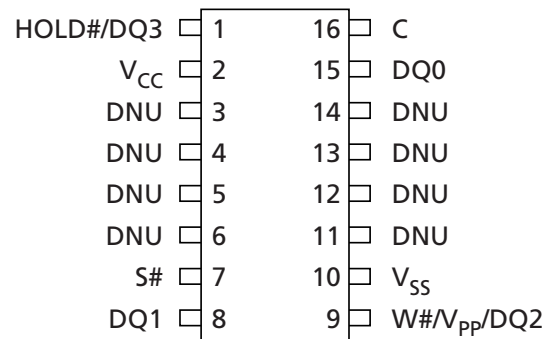 HOLD#/DQ3 1 16 C
VCC 2 15 DQ0
DNU 3 14 DNU
DNU 4 13 DNU
DNU 5 12 DNU
DNU 6 11 DNU
S# 7 10 VSS
DQ1 8 9 W#/VPP/DQ2